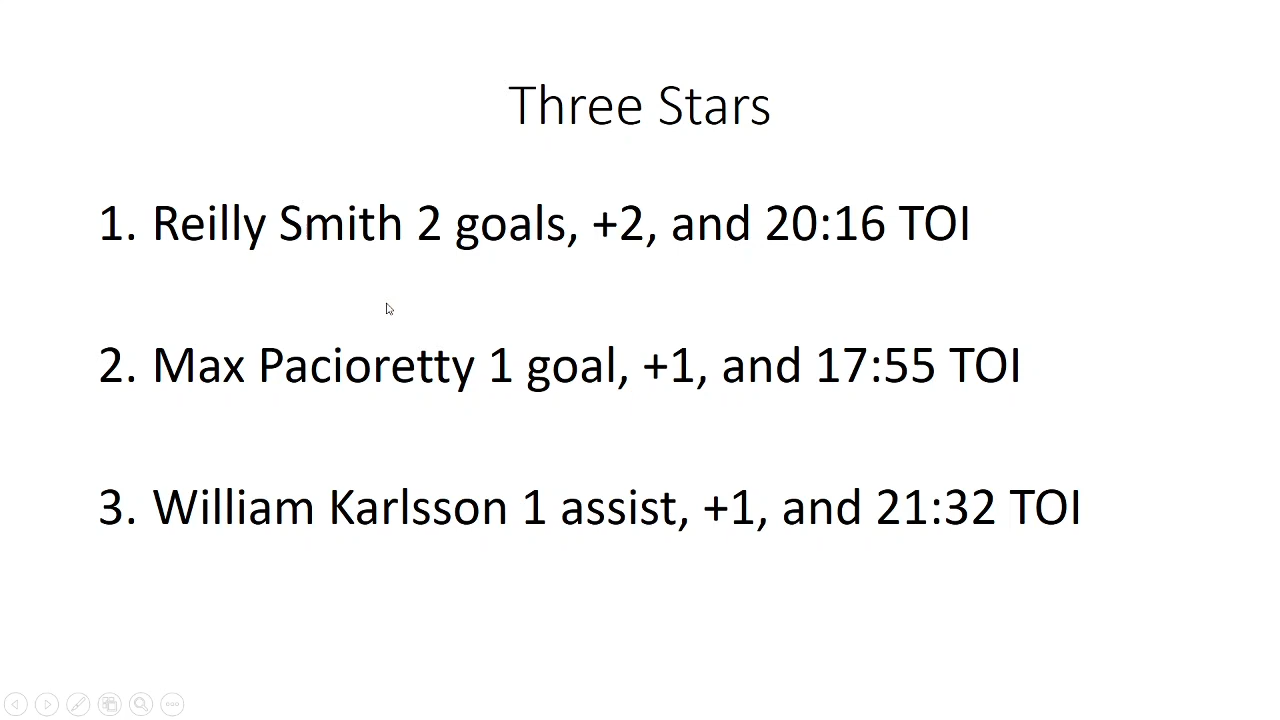 Three Stars
1. Reilly Smith 2 goals, +2, and 20:16 TOI
2. Max Pacioretty 1 goal, +1, and 17:55 TOI
3. William Karlsson 1 assist, +1, and 21:32 TOI